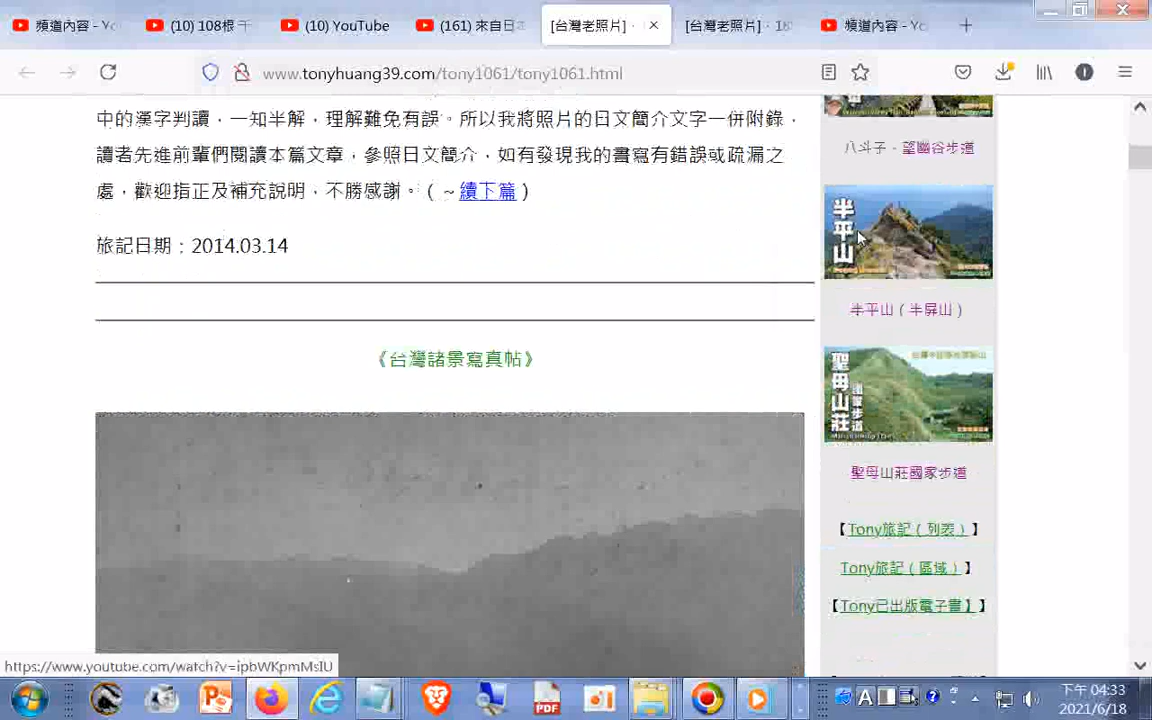 頻道內容 - Yo
(10) 108根 千
(10) YouTube
(161) 來自日本
[台灣老照片] ·
[台灣老照片] · 18
頻道內容 - Yo
www.tonyhuang39.com/tony1061/tony1061.html
中的漢字判讀，一知半解，理解難免有誤。所以我將照片的日文簡介文字一併附錄，
讀者先進前輩們閱讀本篇文章，參照日文簡介，如有發現我的書寫有錯誤或疏漏之
處，歡迎指正及補充說明，不勝感謝。（ ~ 續下篇 ）
旅記日期：2014.03.14
《台灣諸景寫真帖》
八斗子．望幽谷步道
半平山
半平山（半屏山）
聖母山莊
國家步道
聖母山莊國家步道
【Tony旅記（列表）】
Tony旅記（區域）】
【Tony已出版電子書】】
https://www.youtube.com/watch?v=ipbWKpmMsIU
PDF
A
下午 04:33
2021/6/18